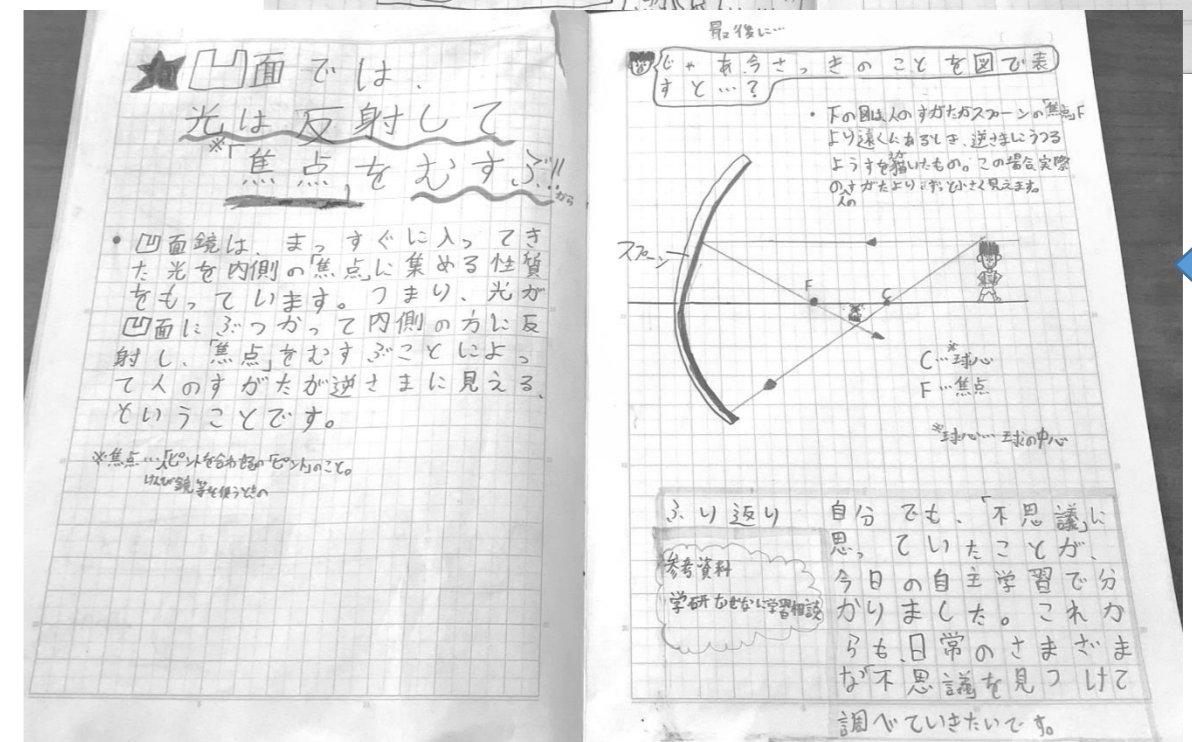 凹面では、
光は反射して
※「焦点」をむすぶ!!
から
・凹面鏡は、まっすぐに入ってき
た光を内側の「焦点」に集める性質
をもっています。つまり、光が
凹面にぶつかって内側の方に反
射し、「焦点」をむすぶことによっ
て人のすがたが逆さまに見える、
ということです。
※焦点…「ピントを合わせる」の「ピント」のこと。
けんび鏡等を使うときの
最後に…
じゃあ、今さっきのことを図で表
すと…?
・下の図は、人のすがたがスプーンの「焦点」F
より遠くにあるとき、逆さまにうつる
ようすを描いたもの。この場合、実際
のすがたより、ずっと小さく見えます。
人の
スプーン
F
C
C…※球心
F…焦点
※球心…球の中心
ふり返り
参考資料
学研 なぜなに学習相談
自分でも、「不思議」に
思っていたことが、
今日の自主学習で分
かりました。これか
らも、日常のさまざま
な「不思議」を見つけて
調べていきたいです。